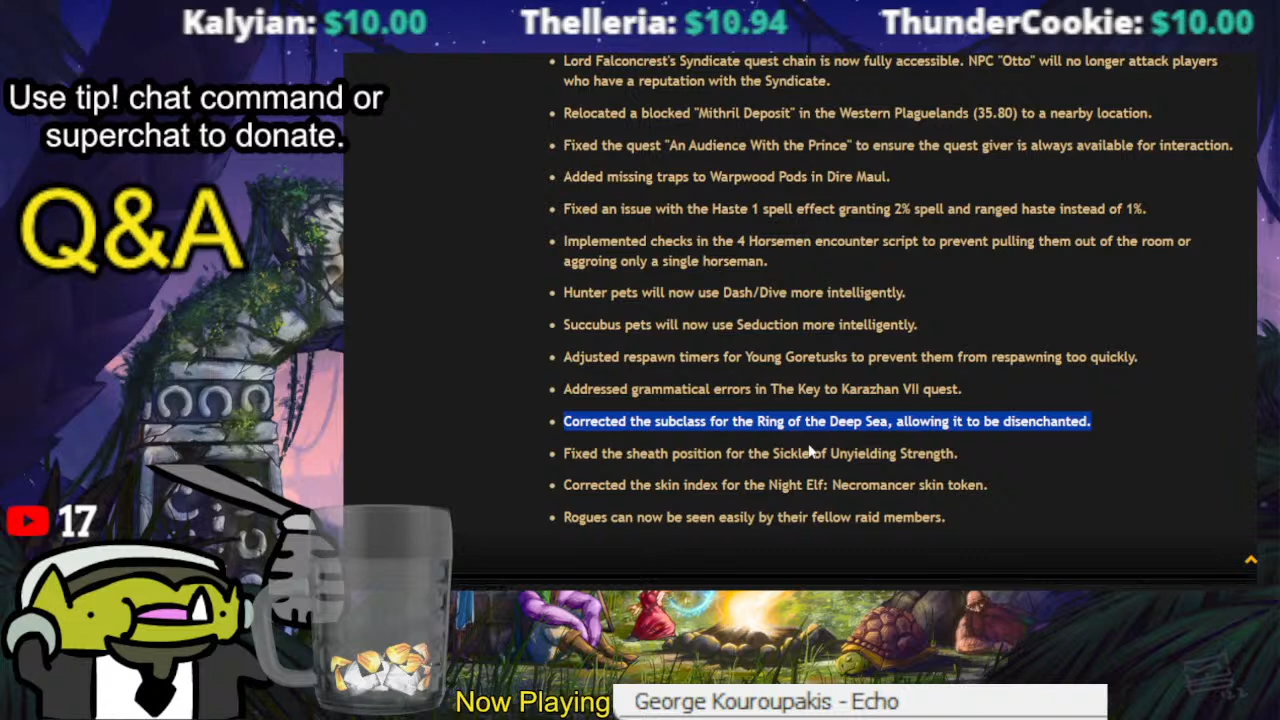 Kalyian: $10.00
Thelleria: $10.94
ThunderCookie: $10.00
Use tip! chat command or
superchat to donate.
Q&A
• Lord Falconcrest's Syndicate quest chain is now fully accessible. NPC "Otto" will no longer attack players
who have a reputation with the Syndicate.
• Relocated a blocked "Mithril Deposit" in the Western Plaguelands (35.80) to a nearby location.
• Fixed the quest "An Audience With the Prince" to ensure the quest giver is always available for interaction.
• Added missing traps to Warpwood Pods in Dire Maul.
• Fixed an issue with the Haste 1 spell effect granting 2% spell and ranged haste instead of 1%.
• Implemented checks in the 4 Horsemen encounter script to prevent pulling them out of the room or
aggroing only a single horseman.
• Hunter pets will now use Dash/Dive more intelligently.
• Succubus pets will now use Seduction more intelligently.
• Adjusted respawn timers for Young Goretusks to prevent them from respawning too quickly.
• Addressed grammatical errors in The Key to Karazhan VII quest.
• Corrected the subclass for the Ring of the Deep Sea, allowing it to be disenchanted.
• Fixed the sheath position for the Sickle of Unyielding Strength.
• Corrected the skin index for the Night Elf: Necromancer skin token.
• Rogues can now be seen easily by their fellow raid members.
17
Now Playing
George Kouroupakis - Echo